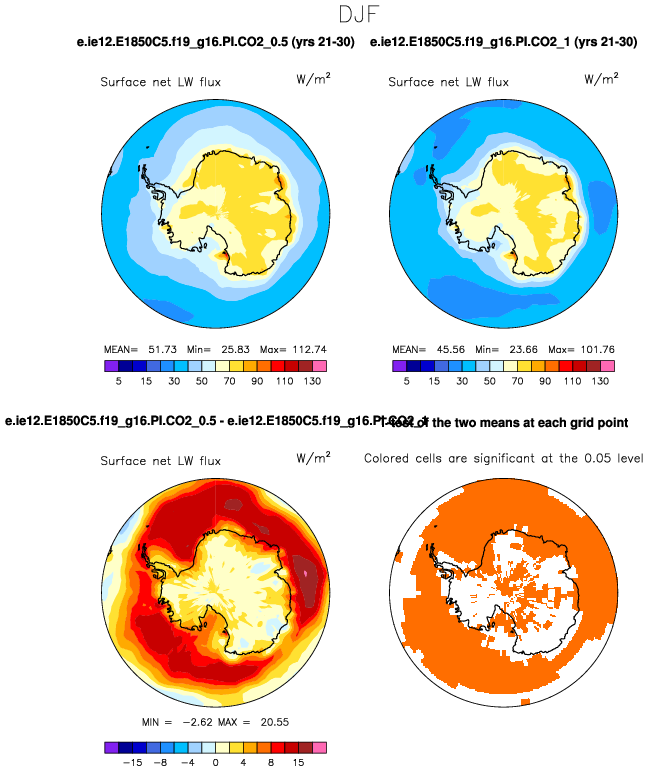 DJF
e.ie12.E1850C5.f19_g16.PI.CO2_0.5 (yrs 21-30)
e.ie12.E1850C5.f19_g16.PI.CO2_1 (yrs 21-30)
Surface net LW flux W/m²
Surface net LW flux W/m²
MEAN= 51.73 Min= 25.83 Max= 112.74
MEAN= 45.56 Min= 23.66 Max= 101.76
5 15 30 50 70 90 110 130
5 15 30 50 70 90 110 130
e.ie12.E1850C5.f19_g16.PI.CO2_0.5 - e.ie12.E1850C5.f19_g16.PI.CO2_1
T-test of the two means at each grid point
Surface net LW flux W/m²
Colored cells are significant at the 0.05 level
MIN = -2.62 MAX = 20.55
-15 -8 -4 0 4 8 15